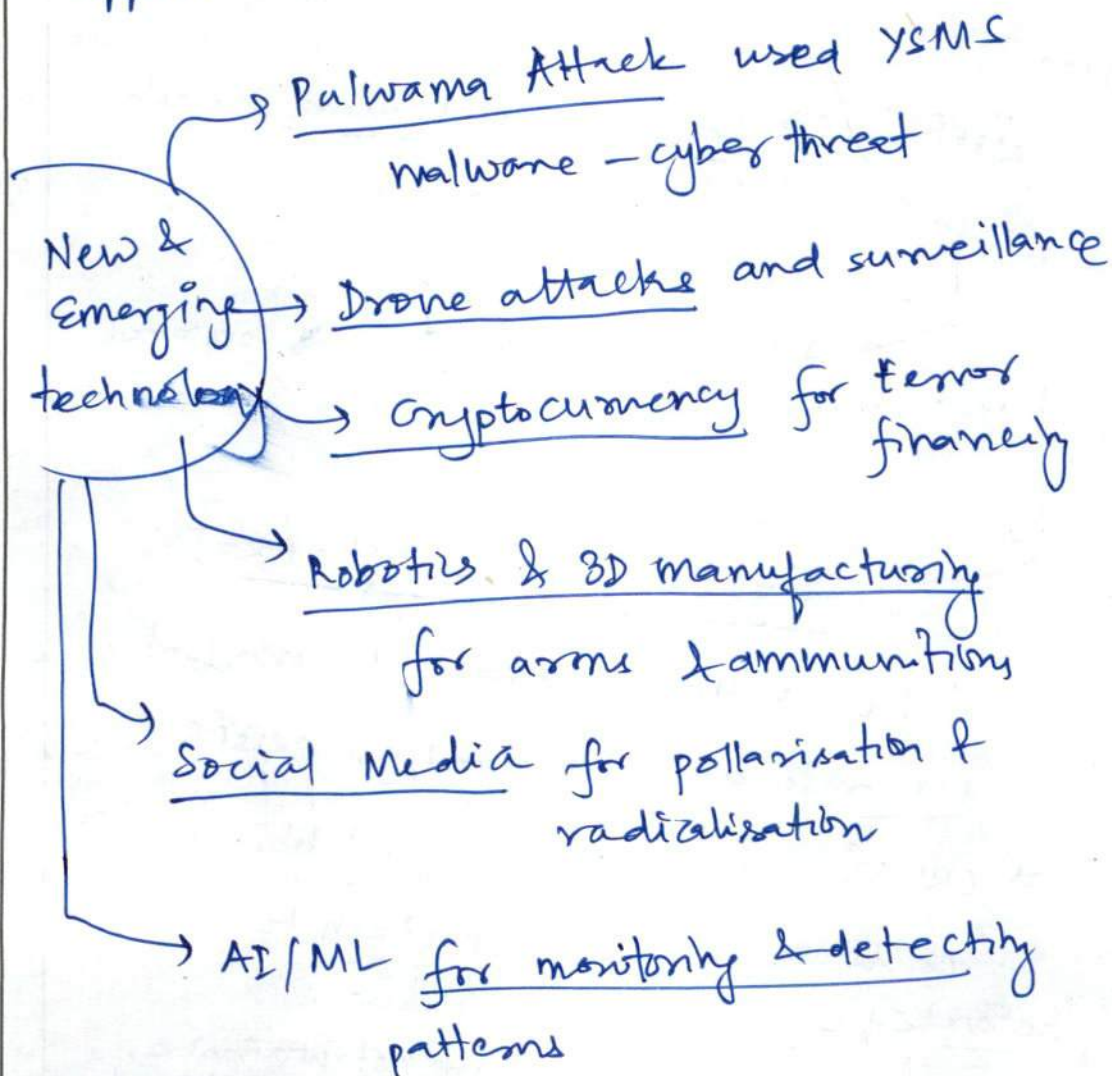 Pulwama Attack used YSMS
malware - cyber threat
New &
Emerging
technology
Drone attacks and surveillance
Cryptocurrency for terror
financing
Robotics & 3D manufacturing
for arms & ammunitions
Social Media for pollarisation &
radicalisation
AI/ML for monitoring & detecting
patterns